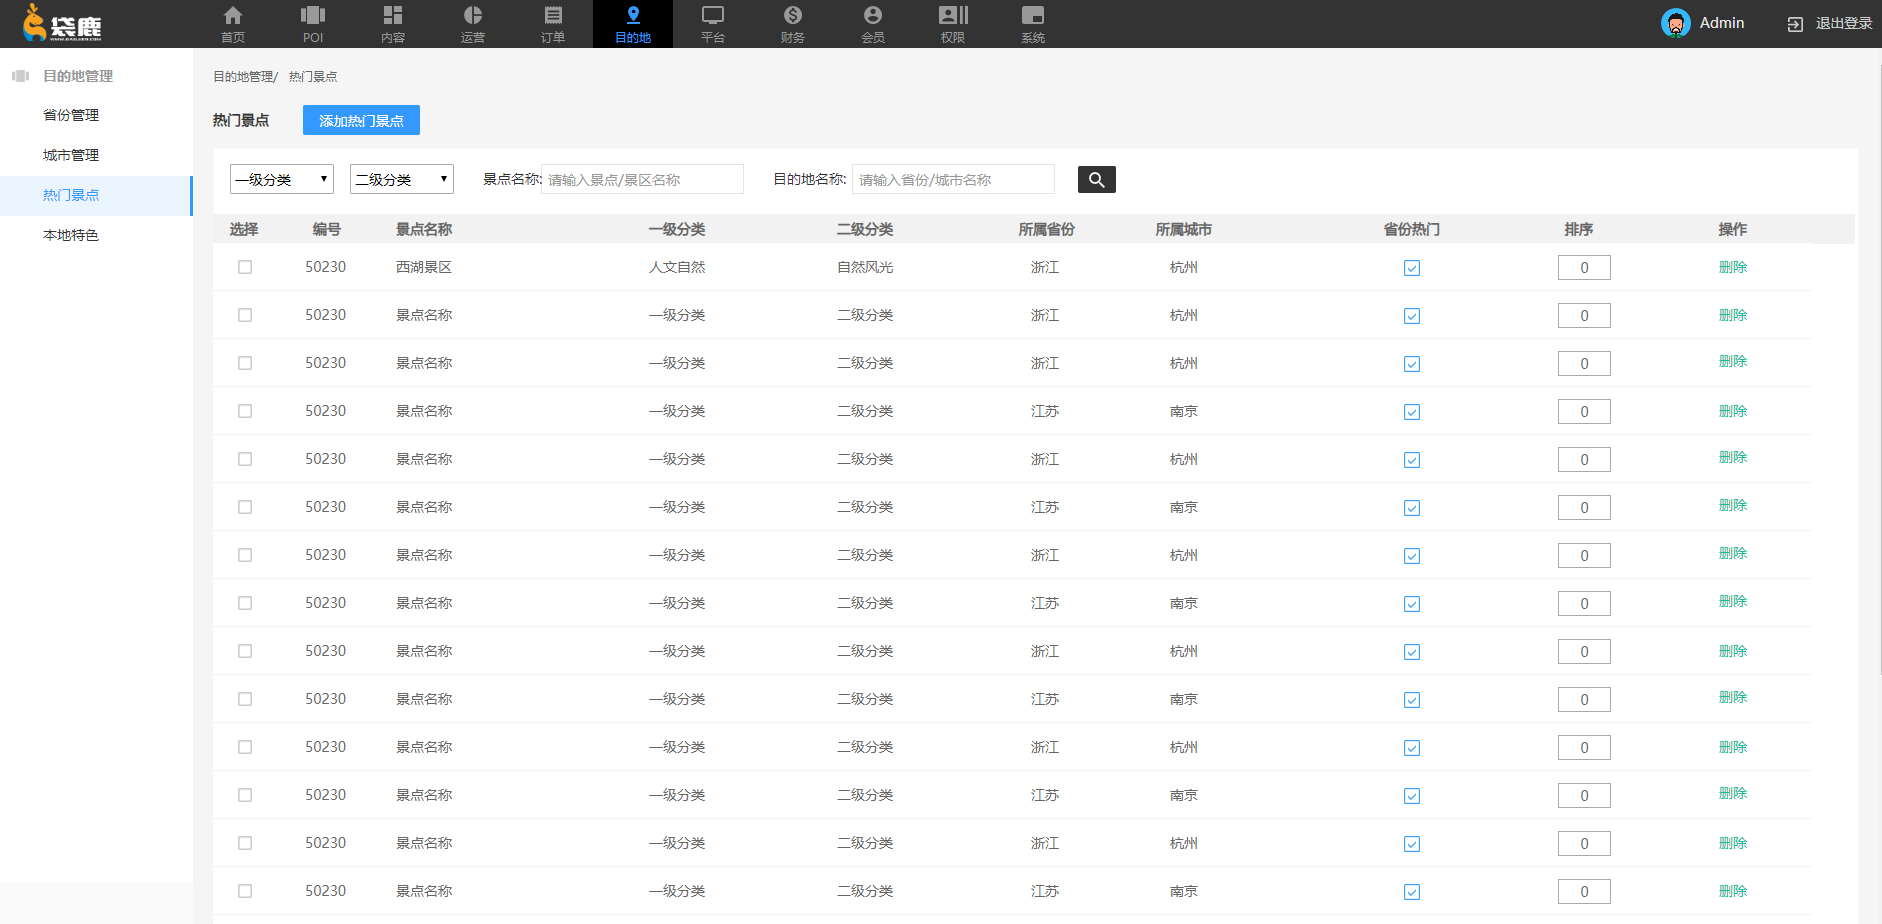 袋鹿
首页 POI 内容 运营 订单 目的地 平台 财务 会员 权限 系统 Admin 退出登录
目的地管理
省份管理
城市管理
热门景点
本地特色
目的地管理/ 热门景点
热门景点 添加热门景点
一级分类 二级分类 景点名称: 请输入景点/景区名称 目的地名称: 请输入省份/城市名称
选择 编号 景点名称 一级分类 二级分类 所属省份 所属城市 省份热门 排序 操作
50230 西湖景区 人文自然 自然风光 浙江 杭州 0 删除
50230 景点名称 一级分类 二级分类 浙江 杭州 0 删除
50230 景点名称 一级分类 二级分类 浙江 杭州 0 删除
50230 景点名称 一级分类 二级分类 江苏 南京 0 删除
50230 景点名称 一级分类 二级分类 浙江 杭州 0 删除
50230 景点名称 一级分类 二级分类 江苏 南京 0 删除
50230 景点名称 一级分类 二级分类 浙江 杭州 0 删除
50230 景点名称 一级分类 二级分类 江苏 南京 0 删除
50230 景点名称 一级分类 二级分类 浙江 杭州 0 删除
50230 景点名称 一级分类 二级分类 江苏 南京 0 删除
50230 景点名称 一级分类 二级分类 浙江 杭州 0 删除
50230 景点名称 一级分类 二级分类 江苏 南京 0 删除
50230 景点名称 一级分类 二级分类 浙江 杭州 0 删除
50230 景点名称 一级分类 二级分类 江苏 南京 0 删除